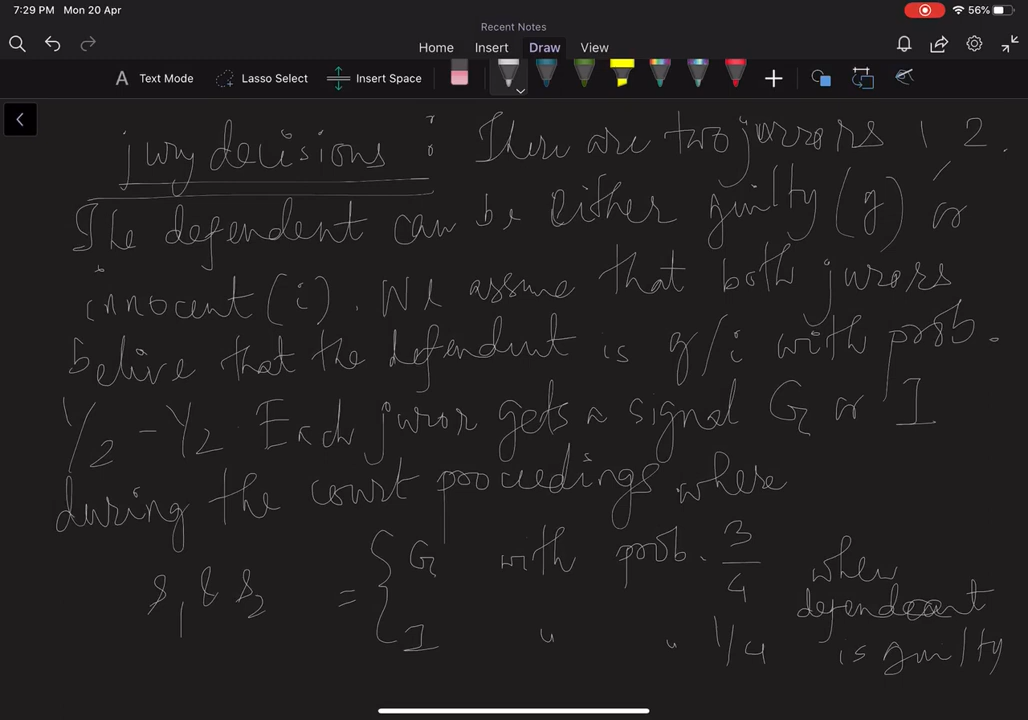 7:29 PM Mon 20 Apr 56%
Recent Notes
Home Insert Draw View
Text Mode Lasso Select Insert Space
jury decisions : There are two jurrors 1, 2.
The defendent can be either guilty (g) or
innocent (i). We assume that both jurors
belive that the defendent is g/i with prob.
1/2 - 1/2. Each juror gets a signal G or I
during the court proceedings where
s1 & s2 = { G with prob. 3/4 when
defendent
I " " 1/4 is guilty